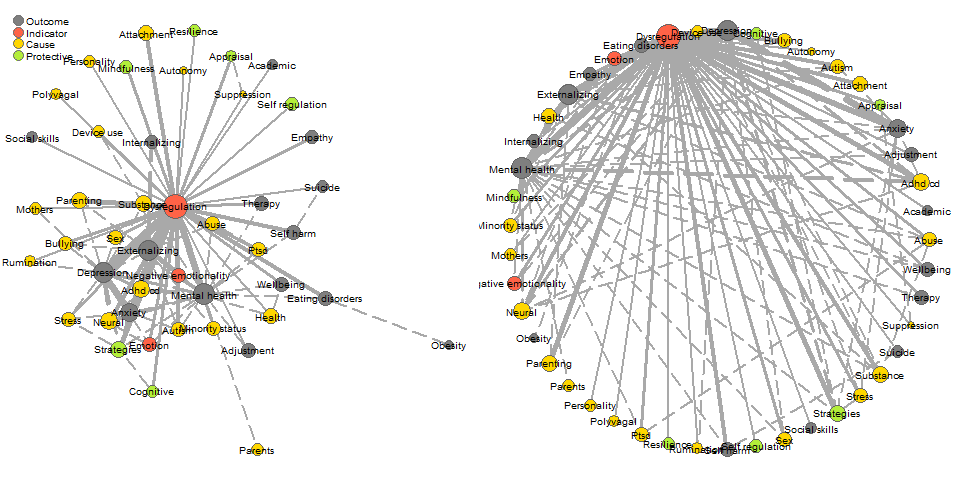 Outcome
Indicator
Cause
Protective
Attachment
Resilience
Personality
Mindfulness
Autonomy
Appraisal
Academic
Polyvagal
Suppression
Self regulation
Social skills
Device use
Internalizing
Empathy
Suicide
Mothers
Parenting
Substance
Dysregulation
Therapy
Abuse
Self harm
Bullying
Sex
Externalizing
Ptsd
Rumination
Depression
Negative emotionality
Wellbeing
Adhd/cd
Mental health
Eating disorders
Stress
Neural
Anxiety
Autism
Minority status
Health
Strategies
Emotion
Adjustment
Obesity
Cognitive
Parents
Dysregulation
Device use
Depression
Cognitive
Bullying
Autonomy
Autism
Attachment
Appraisal
Anxiety
Adjustment
Adhd/cd
Academic
Abuse
Wellbeing
Therapy
Suppression
Suicide
Substance
Stress
Strategies
Social skills
Sex
Self regulation
Self harm
Rumination
Resilience
Ptsd
Polyvagal
Personality
Parents
Parenting
Obesity
Neural
ative emotionality
Mothers
Minority status
Mindfulness
Mental health
Internalizing
Health
Externalizing
Empathy
Emotion
Eating disorders